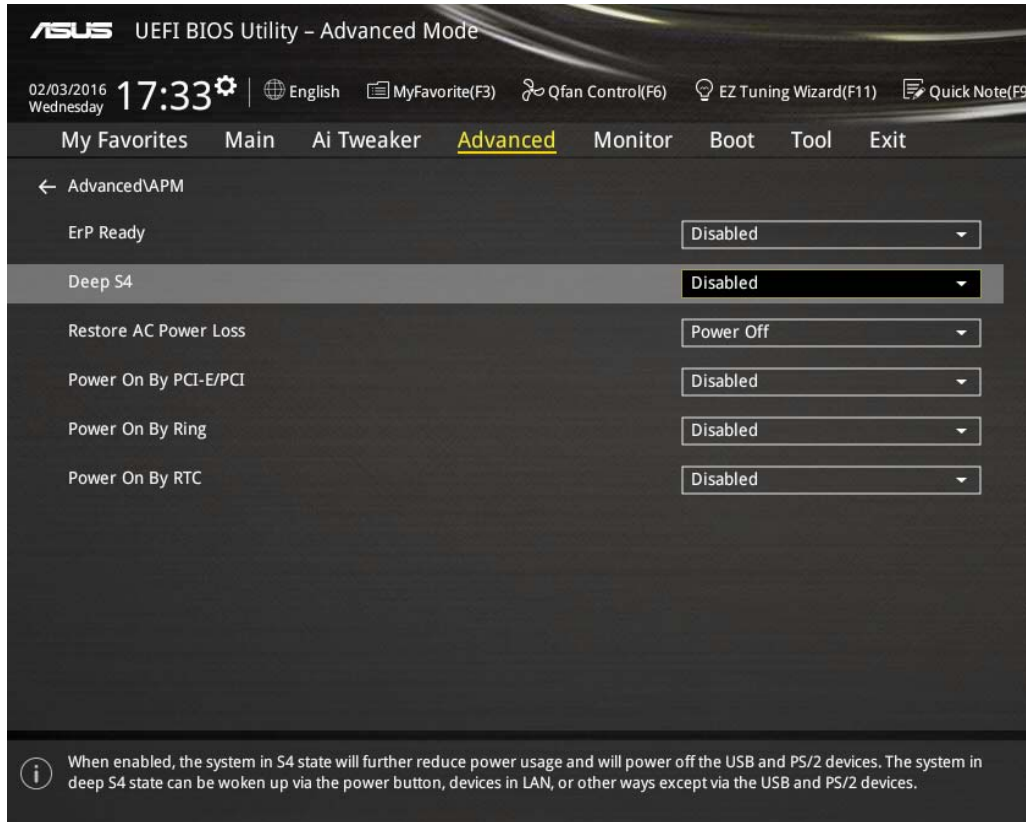 ASUS UEFI BIOS Utility – Advanced Mode
02/03/2016
Wednesday
17:33
English
MyFavorite(F3)
Qfan Control(F6)
EZ Tuning Wizard(F11)
Quick Note(F9
My Favorites Main Ai Tweaker Advanced Monitor Boot Tool Exit
Advanced\APM
ErP Ready Disabled
Deep S4 Disabled
Restore AC Power Loss Power Off
Power On By PCI-E/PCI Disabled
Power On By Ring Disabled
Power On By RTC Disabled
When enabled, the system in S4 state will further reduce power usage and will power off the USB and PS/2 devices. The system in
deep S4 state can be woken up via the power button, devices in LAN, or other ways except via the USB and PS/2 devices.